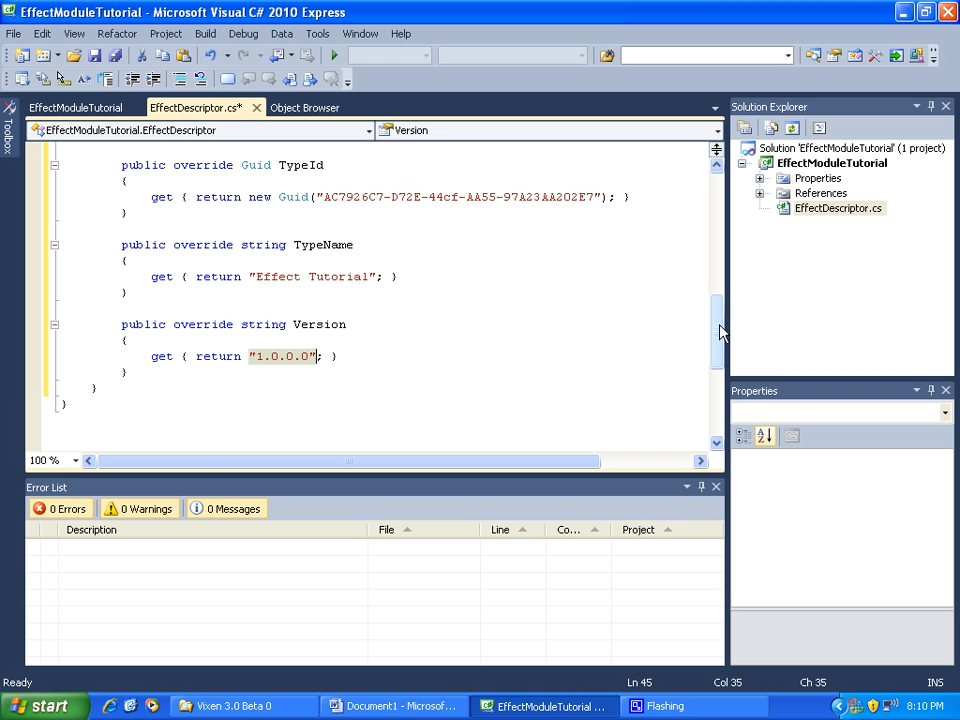 EffectModuleTutorial - Microsoft Visual C# 2010 Express
File Edit View Refactor Project Build Debug Data Tools Window Help
Toolbox
EffectModuleTutorial EffectDescriptor.cs* Object Browser
EffectModuleTutorial.EffectDescriptor Version
public override Guid TypeId
{
get { return new Guid("AC7926C7-D72E-44cf-AA55-97A23AA202E7"); }
}
public override string TypeName
{
get { return "Effect Tutorial"; }
}
public override string Version
{
get { return "1.0.0.0"; }
}
}
}
100 %
Solution Explorer
Solution 'EffectModuleTutorial' (1 project)
EffectModuleTutorial
Properties
References
EffectDescriptor.cs
Properties
Error List
0 Errors 0 Warnings 0 Messages
Description File Line Co... Project
Ready Ln 45 Col 35 Ch 35 INS
start Vixen 3.0 Beta 0 Document1 - Microsof... EffectModuleTutorial ... Flashing 8:10 PM